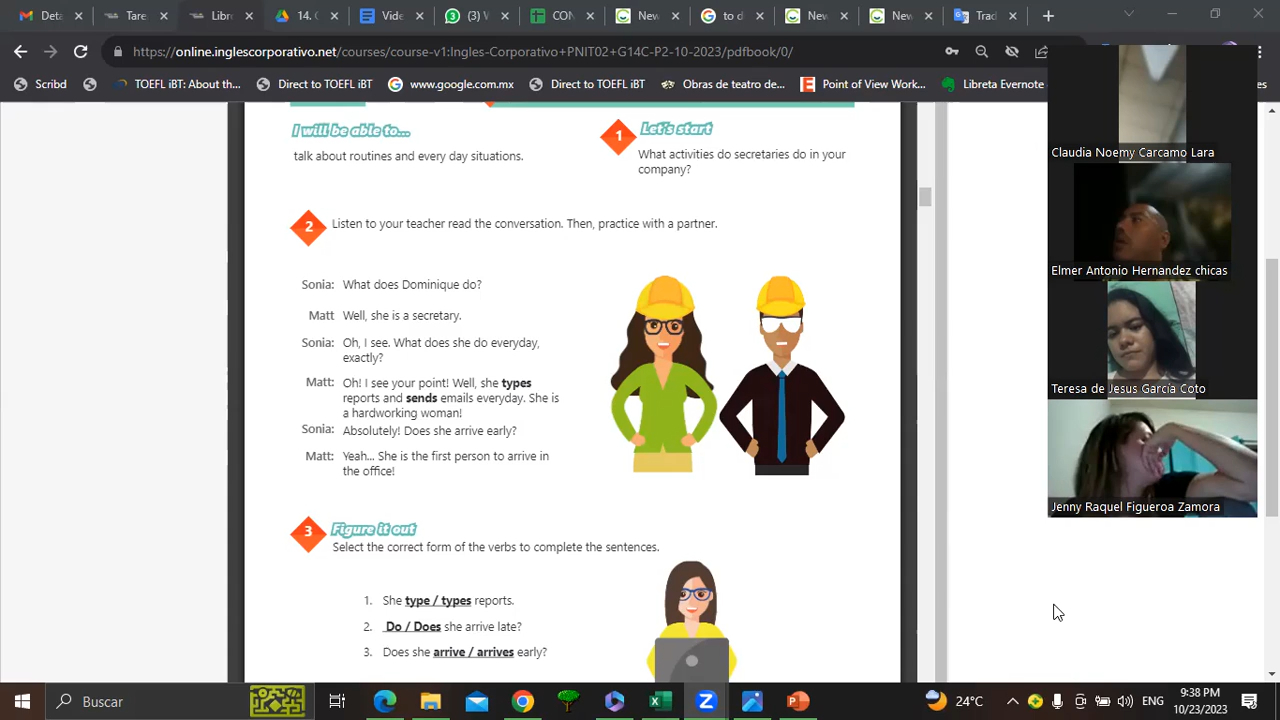 Deta
Tare
Libre
14. C
Vide
(3) W
CON
New
to d
New
New
Trad
https://online.inglescorporativo.net/courses/course-v1:Ingles-Corporativo+PNIT02+G14C-P2-10-2023/pdfbook/0/
Scribd
TOEFL iBT: About th...
Direct to TOEFL iBT
www.google.com.mx
Direct to TOEFL iBT
Obras de teatro de...
Point of View Work...
Libreta Evernote
I will be able to...
talk about routines and every day situations.
1
Let's start
What activities do secretaries do in your
company?
2
Listen to your teacher read the conversation. Then, practice with a partner.
Sonia: What does Dominique do?
Matt Well, she is a secretary.
Sonia: Oh, I see. What does she do everyday,
exactly?
Matt: Oh! I see your point! Well, she types
reports and sends emails everyday. She is
a hardworking woman!
Sonia: Absolutely! Does she arrive early?
Matt: Yeah... She is the first person to arrive in
the office!
3
Figure it out
Select the correct form of the verbs to complete the sentences.
1. She type / types reports.
2. Do / Does she arrive late?
3. Does she arrive / arrives early?
Claudia Noemy Carcamo Lara
Elmer Antonio Hernandez chicas
Teresa de Jesus García Coto
Jenny Raquel Figueroa Zamora
Buscar
24°C
ENG
9:38 PM
10/23/2023